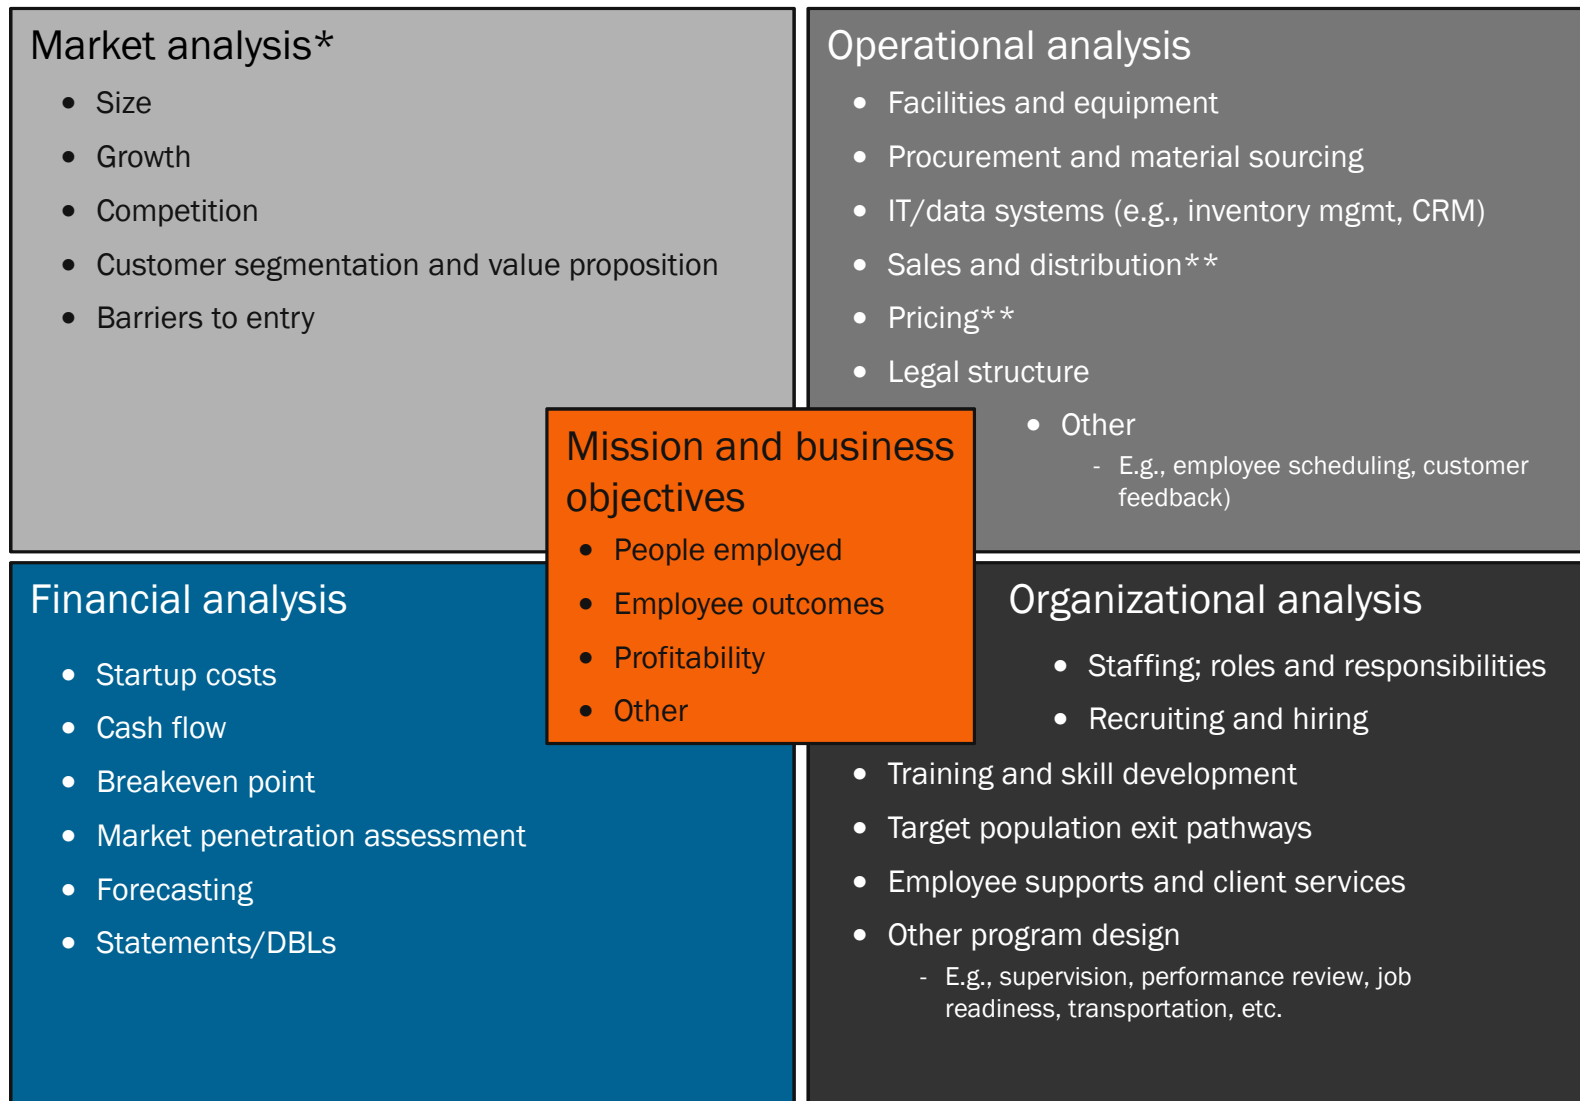 Market analysis*
• Size
• Growth
• Competition
• Customer segmentation and value proposition
• Barriers to entry
Operational analysis
• Facilities and equipment
• Procurement and material sourcing
• IT/data systems (e.g., inventory mgmt, CRM)
• Sales and distribution**
• Pricing**
• Legal structure
• Other
- E.g., employee scheduling, customer
feedback)
Mission and business
objectives
• People employed
• Employee outcomes
• Profitability
• Other
Financial analysis
• Startup costs
• Cash flow
• Breakeven point
• Market penetration assessment
• Forecasting
• Statements/DBLs
Organizational analysis
• Staffing; roles and responsibilities
• Recruiting and hiring
• Training and skill development
• Target population exit pathways
• Employee supports and client services
• Other program design
- E.g., supervision, performance review, job
readiness, transportation, etc.